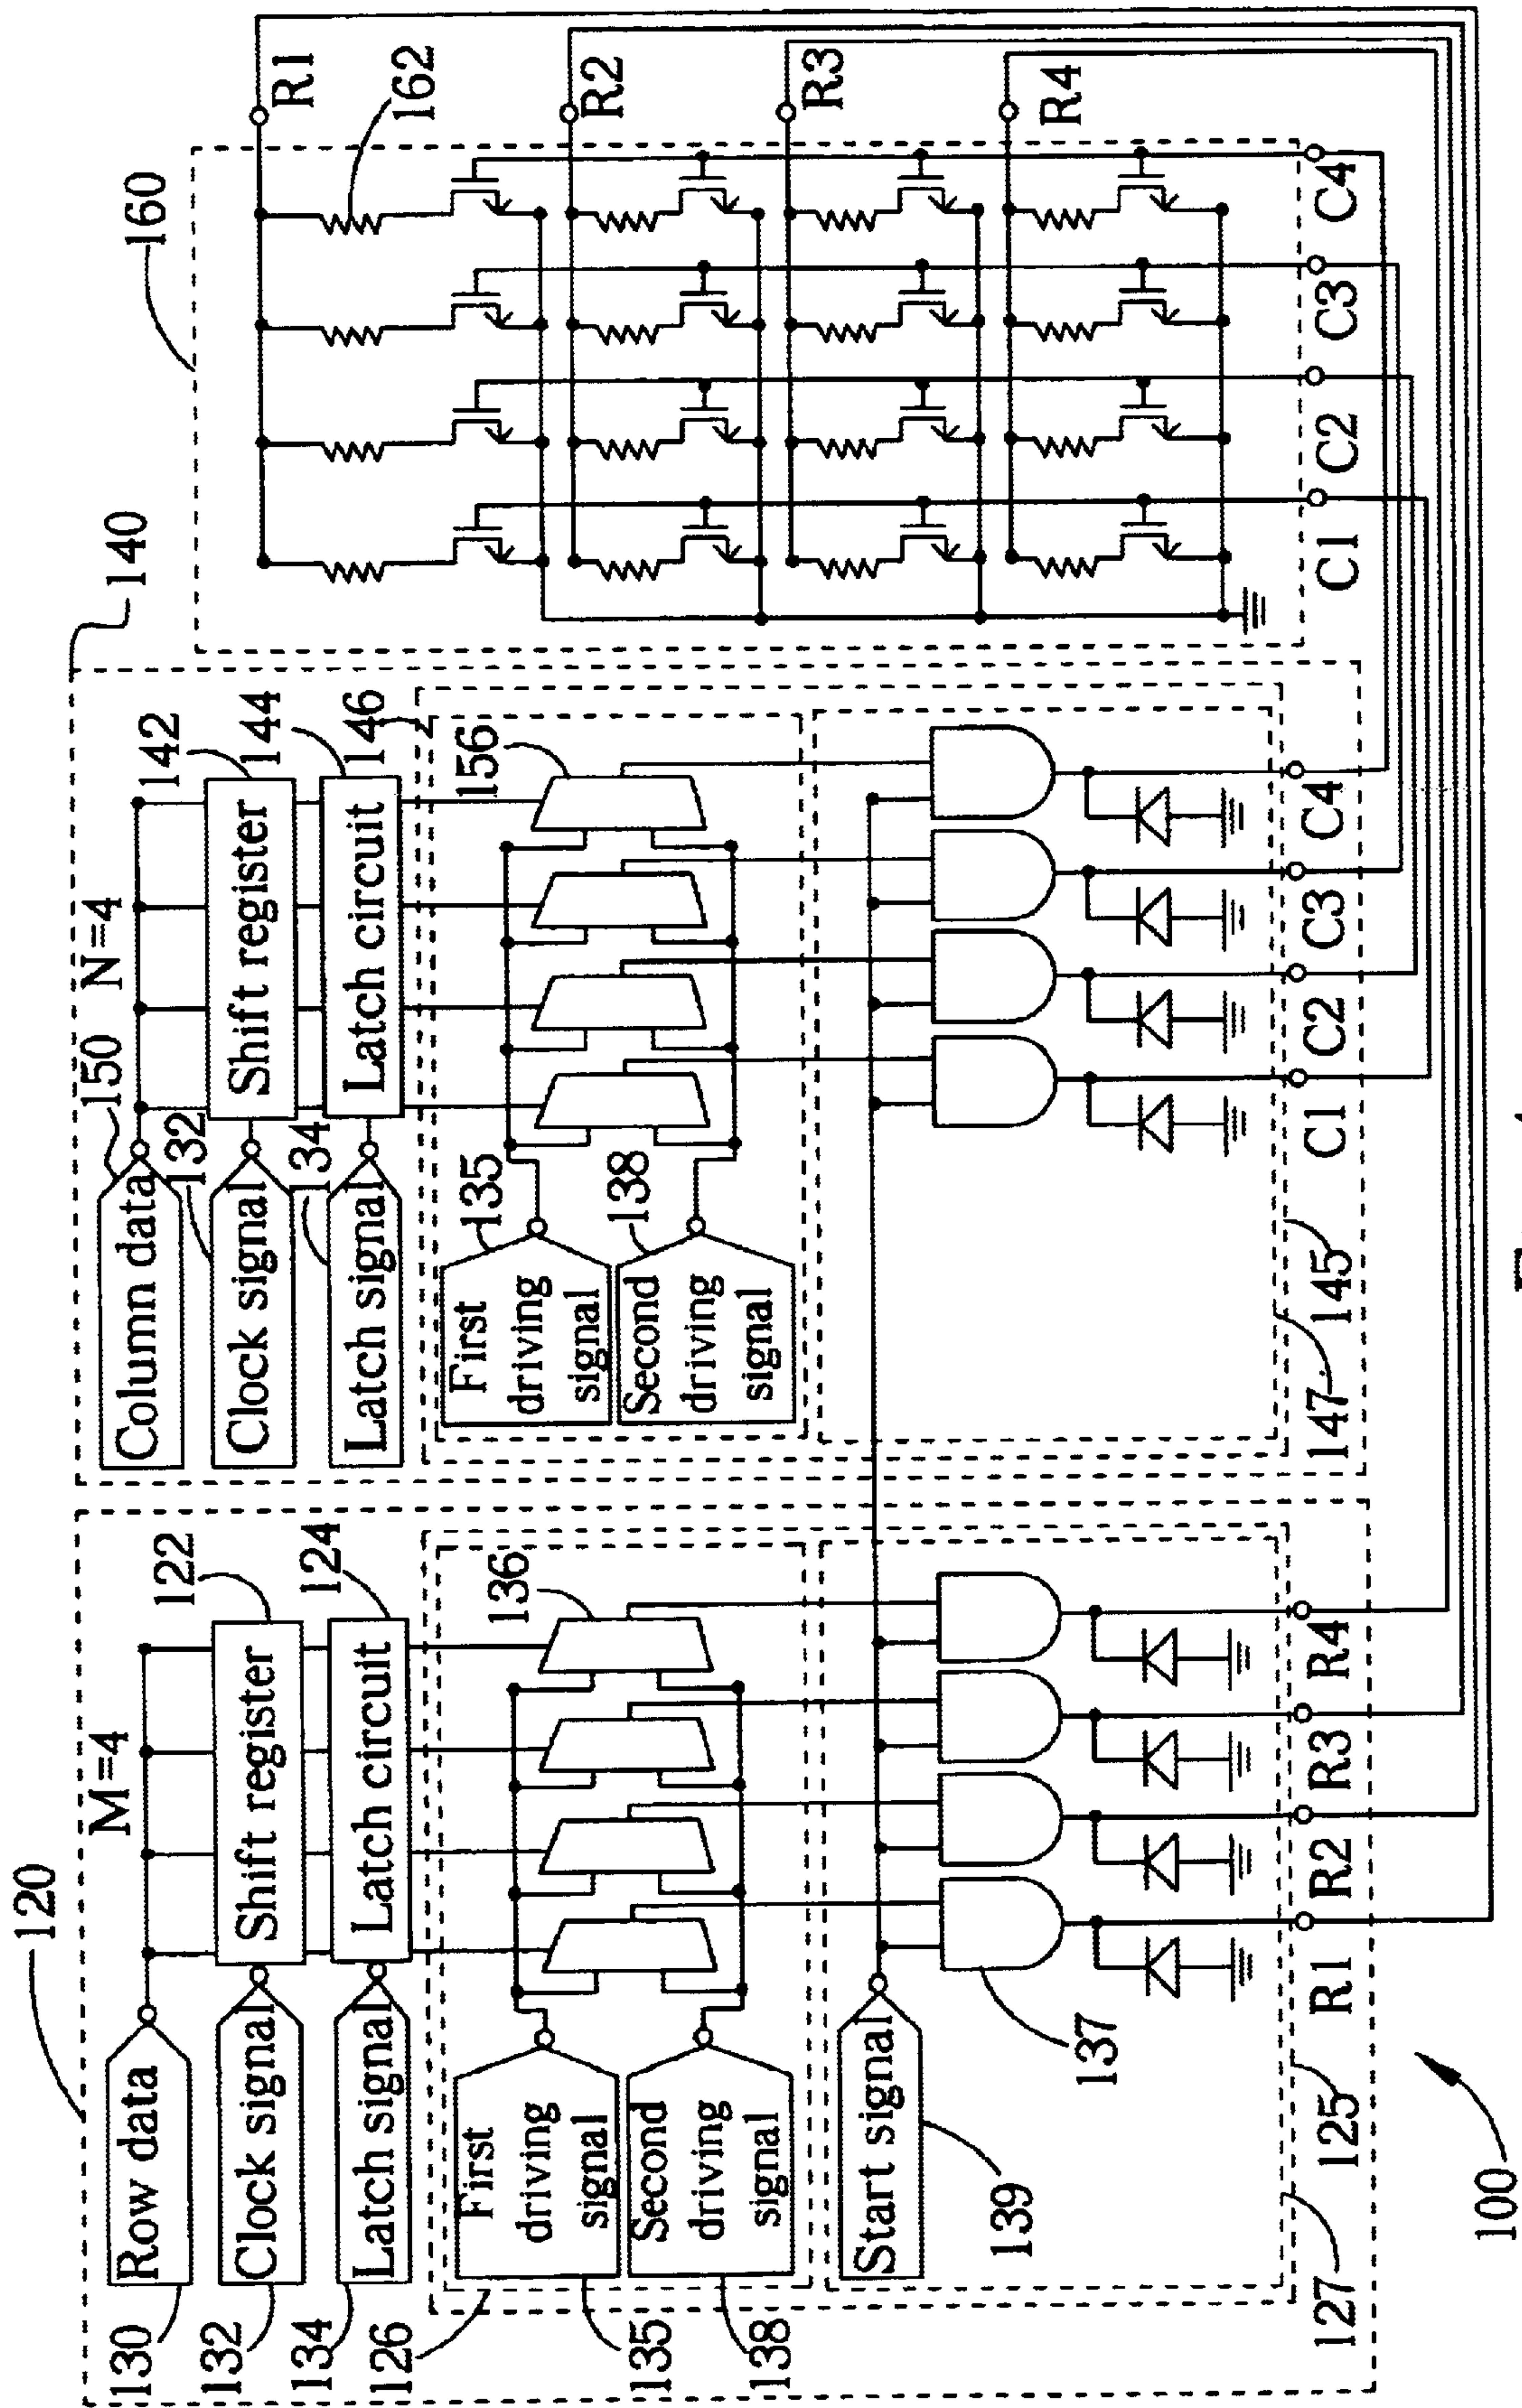 100
120
M=4
130
Row data
122
Shift register
132
Clock signal
124
Latch circuit
134
Latch signal
126
136
135
First
driving
signal
138
Second
driving
signal
139
Start signal
137
127
125
R1
R2
R3
R4
140
150
N=4
Column data
142
Shift register
132
Clock signal
144
Latch circuit
134
Latch signal
146
156
135
First
driving
signal
138
Second
driving
signal
147
145
C1
C2
C3
C4
160
162
R1
R2
R3
R4
C1
C2
C3
C4